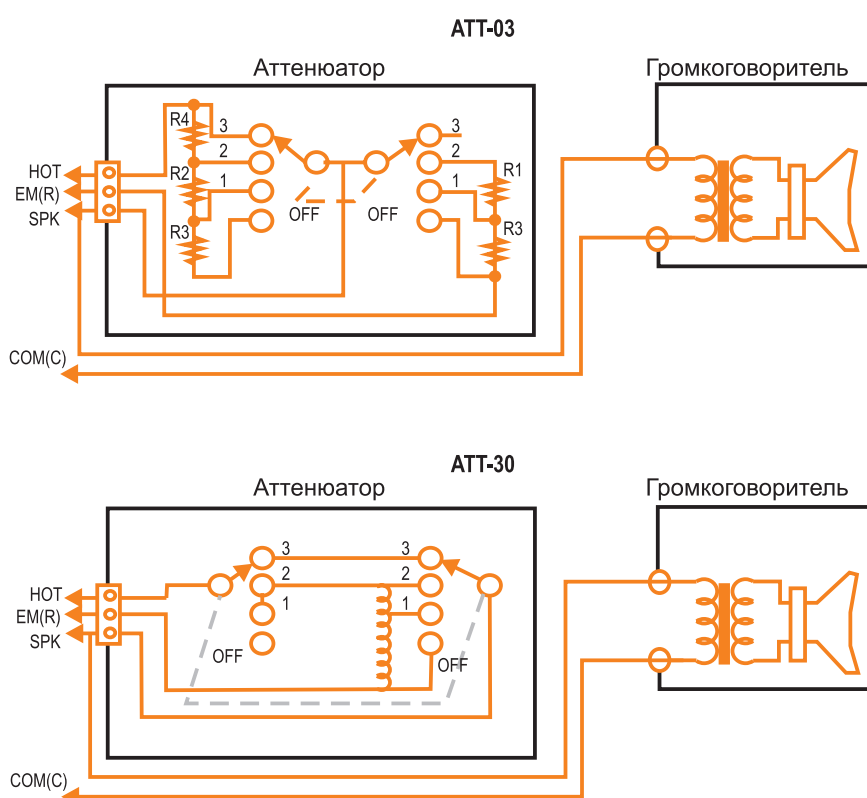 ATT-03
Аттенюатор
Громкоговоритель
R4
3
3
2
2
HOT
R2
R1
EM(R)
1
1
SPK
R3
OFF
OFF
R3
COM(C)
ATT-30
Аттенюатор
Громкоговоритель
3
3
2
2
HOT
1
1
EM(R)
SPK
OFF
OFF
COM(C)